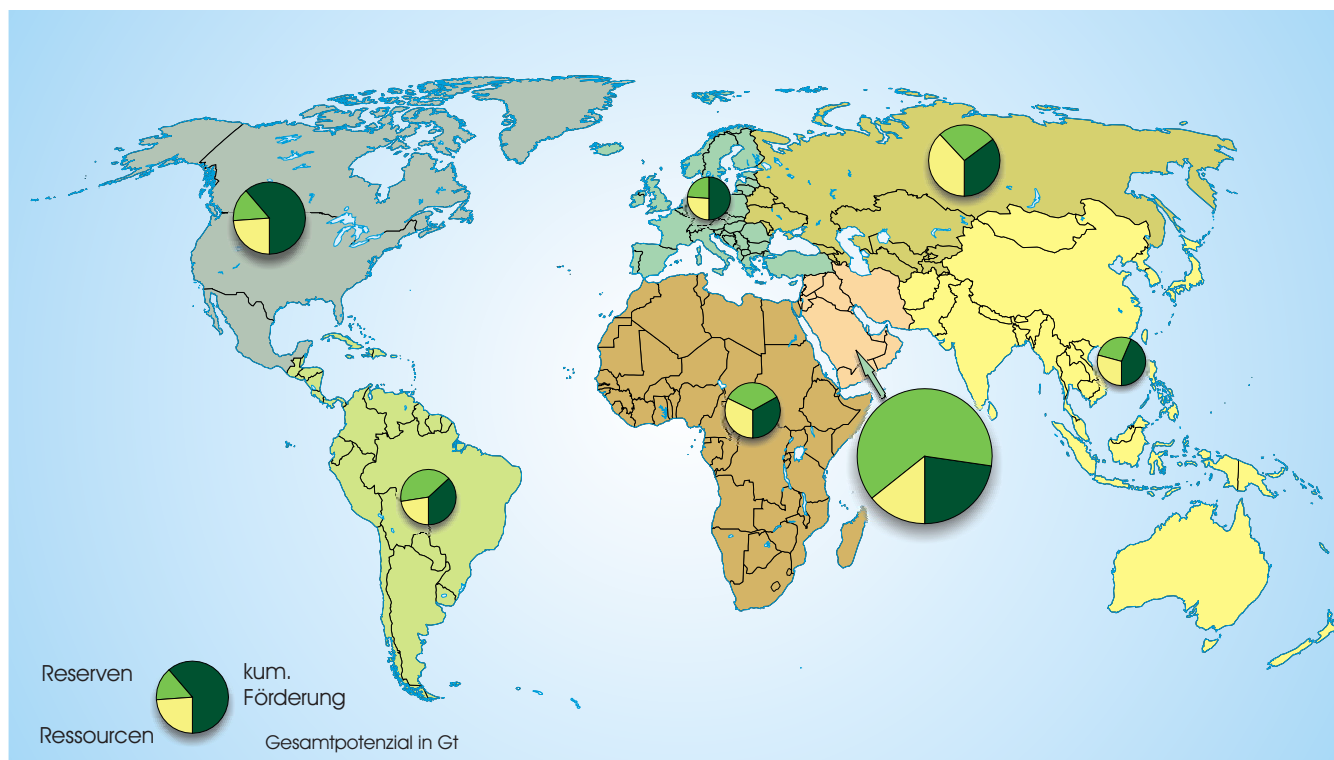 Reserven
kum.
Förderung
Ressourcen
Gesamtpotenzial in Gt